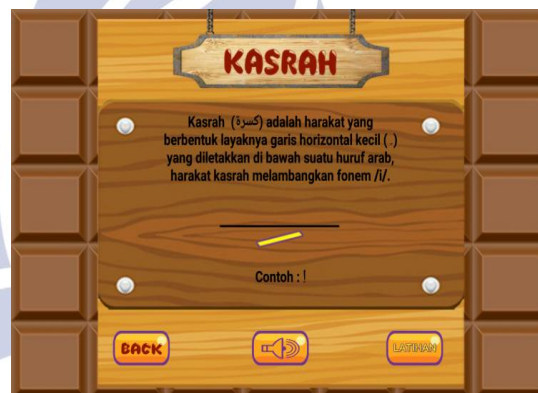 KASRAH
Kasrah (كسرة) adalah harakat yang
berbentuk layaknya garis horizontal kecil (ـِ)
yang diletakkan di bawah suatu huruf arab,
harakat kasrah melambangkan fonem /i/.
Contoh : إ
BACK
LATIHAN